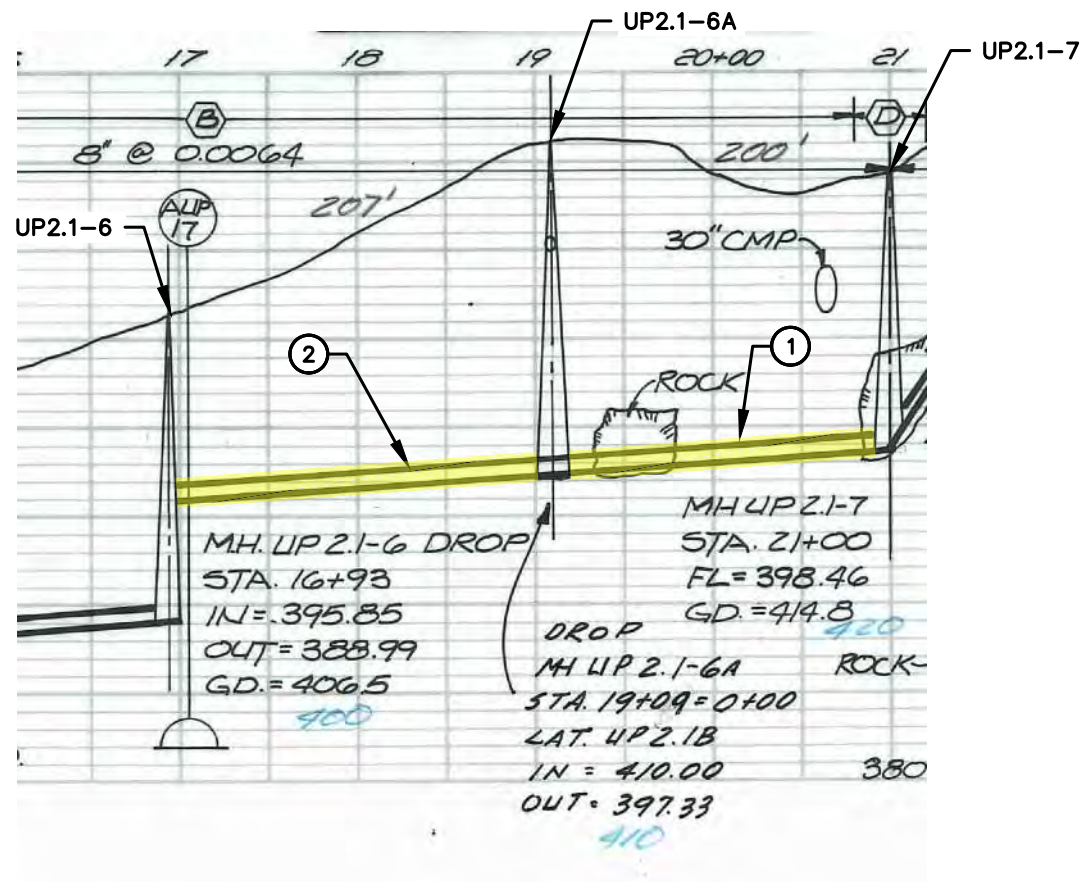 UP2.1-6A
UP2.1-7
17 18 19 20+00 21
B
D
8" @ 0.0064
200'
207'
AUP
17
UP2.1-6
30" CMP
2
1
ROCK
M.H. UP 2.1-6 DROP
STA. 16+93
IN=.395.85
OUT= 388.99
GD.= 406.5
400
MH UP 2.1-7
STA. 21+00
FL= 398.46
GD.=414.8
420
ROCK-
DROP
MH UP 2.1-6A
STA. 19+09=0+00
LAT. UP 2.1B
IN = 410.00
OUT= 397.33
410
380